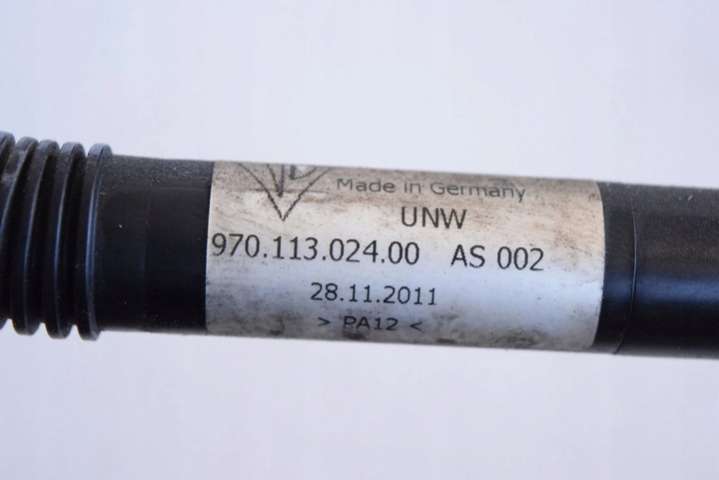 Made in Germany
UNW
970.113.024.00 AS 002
28.11.2011
> PA12 <